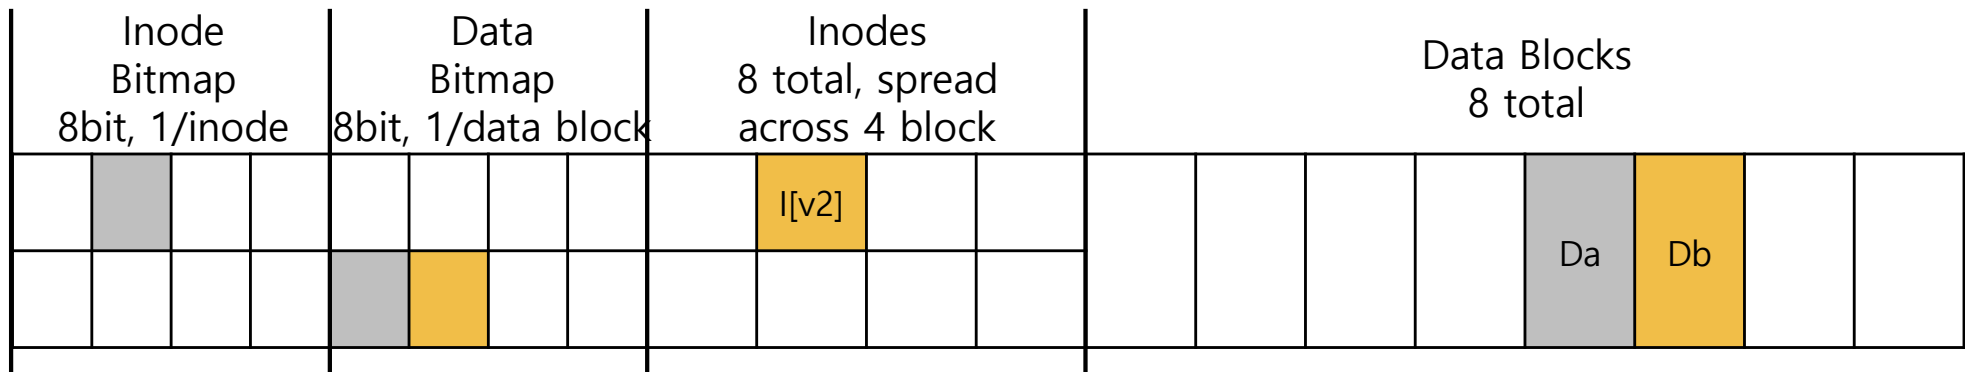 Inode
Bitmap
8bit, 1/inode
Data
Bitmap
8bit, 1/data block
Inodes
8 total, spread
across 4 block
Data Blocks
8 total
I[v2]
Da
Db